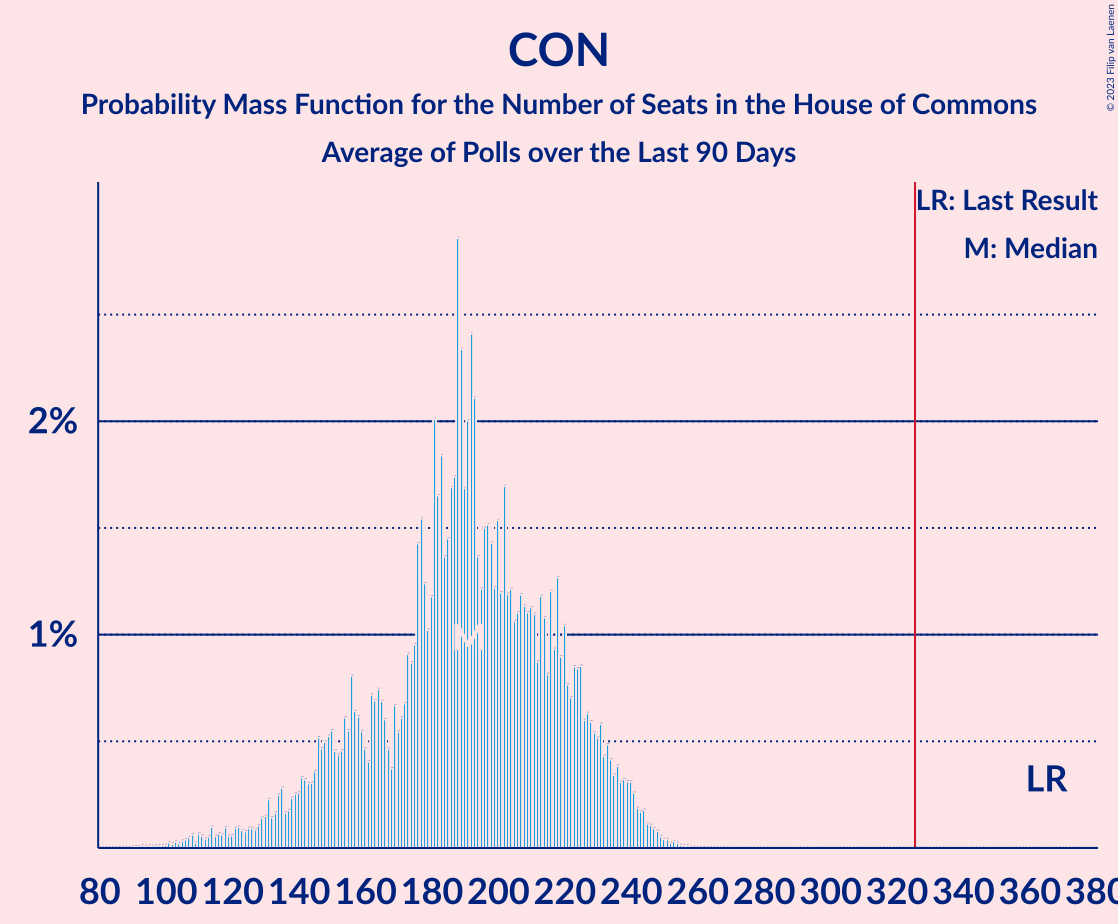 CON
Probability Mass Function for the Number of Seats in the House of Commons
Average of Polls over the Last 90 Days
© 2023 Filip van Laenen
LR: Last Result
M: Median
2%
1%
M
LR
80 100 120 140 160 180 200 220 240 260 280 300 320 340 360 380